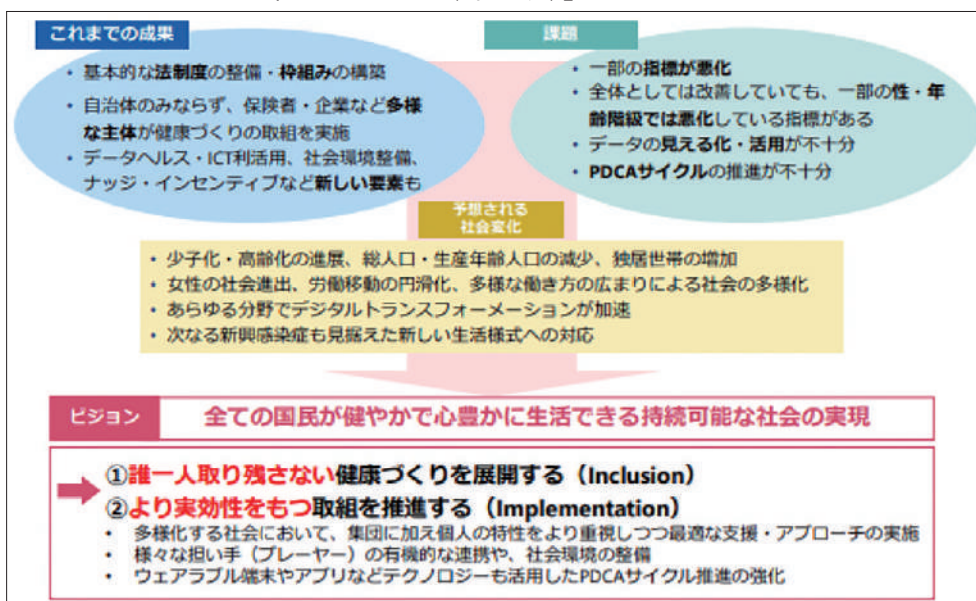 これまでの成果
・基本的な法制度の整備・枠組みの構築
・自治体のみならず、保険者・企業など多様
な主体が健康づくりの取組を実施
・データヘルス・ICT利活用、社会環境整備、
ナッジ・インセンティブなど新しい要素も
課題
・一部の指標が悪化
・全体としては改善していても、一部の性・年
齢階級では悪化している指標がある
・データの見える化・活用が不十分
・PDCAサイクルの推進が不十分
予想される
社会変化
・少子化・高齢化の進展、総人口・生産年齢人口の減少、独居世帯の増加
・女性の社会進出、労働移動の円滑化、多様な働き方の広まりによる社会の多様化
・あらゆる分野でデジタルトランスフォーメーションが加速
・次なる新興感染症も見据えた新しい生活様式への対応
ビジョン
全ての国民が健やかで心豊かに生活できる持続可能な社会の実現
①誰一人取り残さない健康づくりを展開する（Inclusion）
②より実効性をもつ取組を推進する（Implementation）
・多様化する社会において、集団に加え個人の特性をより重視しつつ最適な支援・アプローチの実施
・様々な担い手（プレーヤー）の有機的な連携や、社会環境の整備
・ウェアラブル端末やアプリなどテクノロジーも活用したPDCAサイクル推進の強化